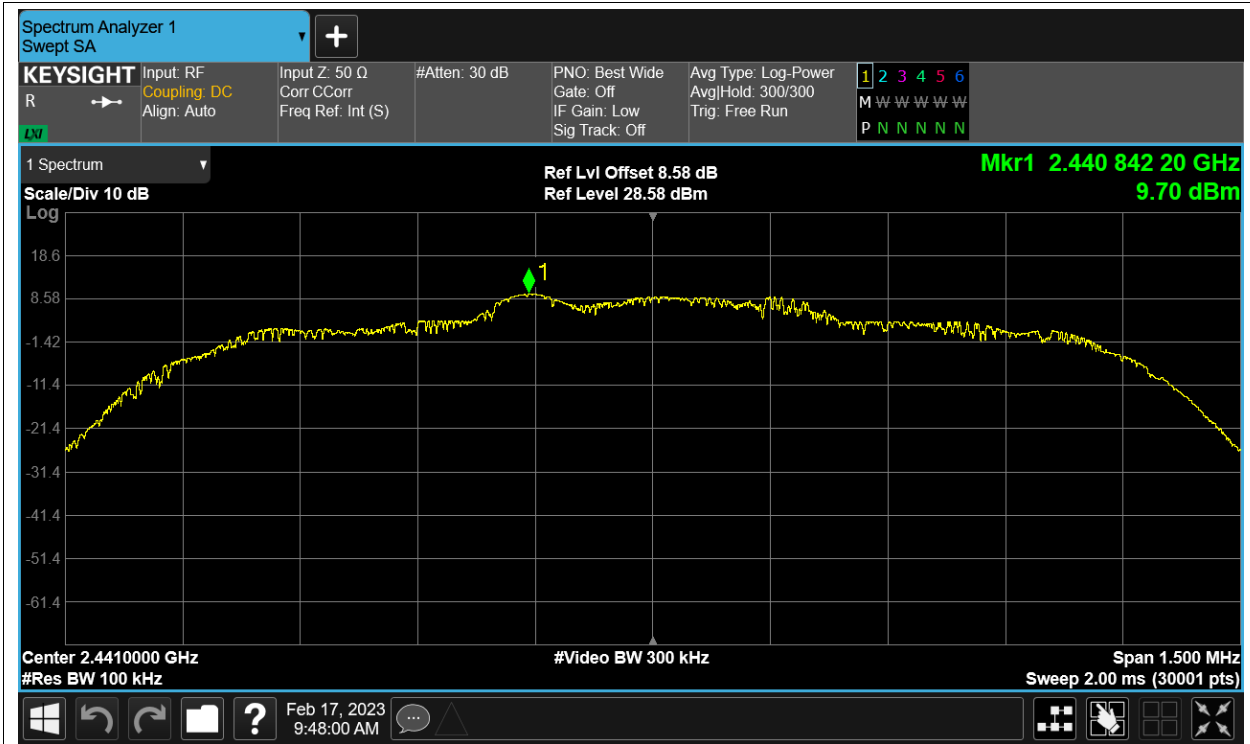 Spectrum Analyzer 1
Swept SA
+
KEYSIGHT
R
LXI
Input: RF
Coupling: DC
Align: Auto
Input Z: 50 Ω
Corr CCorr
Freq Ref: Int (S)
#Atten: 30 dB
PNO: Best Wide
Gate: Off
IF Gain: Low
Sig Track: Off
Avg Type: Log-Power
Avg|Hold: 300/300
Trig: Free Run
1 2 3 4 5 6
M W W W W W
P N N N N N
1 Spectrum
Scale/Div 10 dB
Ref Lvl Offset 8.58 dB
Ref Level 28.58 dBm
Mkr1 2.440 842 20 GHz
9.70 dBm
Log
18.6
8.58
-1.42
-11.4
-21.4
-31.4
-41.4
-51.4
-61.4
1
Center 2.4410000 GHz
#Video BW 300 kHz
Span 1.500 MHz
#Res BW 100 kHz
Sweep 2.00 ms (30001 pts)
?
Feb 17, 2023
9:48:00 AM